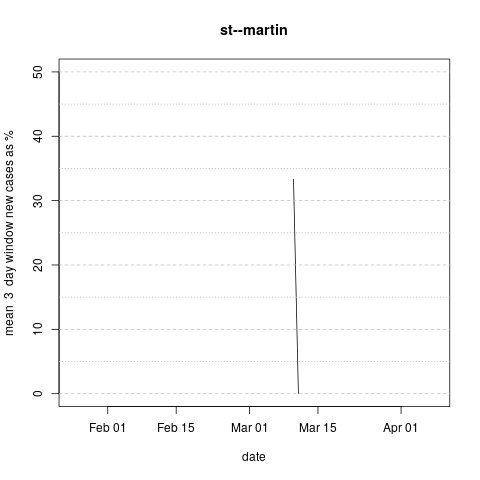 st--martin
mean  3  day window new cases as %
50
40
30
20
10
0
Feb 01
Feb 15
Mar 01
Mar 15
Apr 01
date